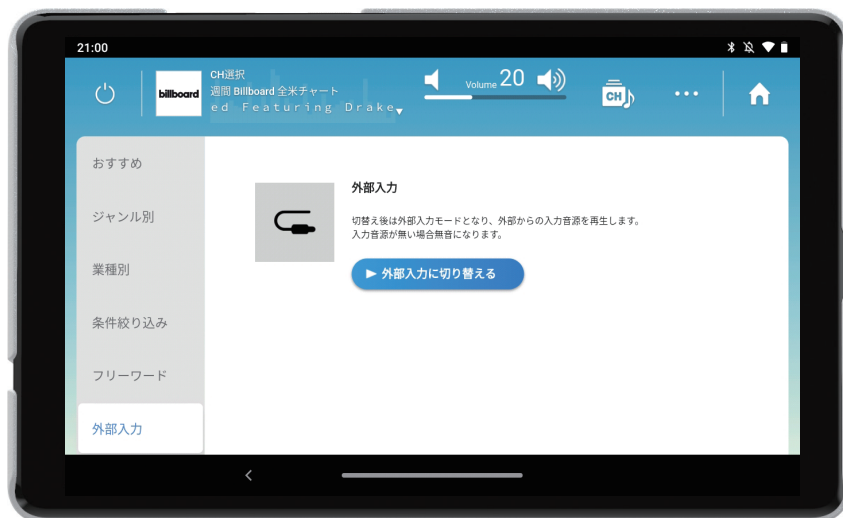 21:00
billboard
CH選択
週間 Billboard 全米チャート
ed Featuring Drake
Volume 20
CH
おすすめ
ジャンル別
業種別
条件絞り込み
フリーワード
外部入力
外部入力
切替え後は外部入力モードとなり、外部からの入力音源を再生します。
入力音源が無い場合無音になります。
外部入力に切り替える